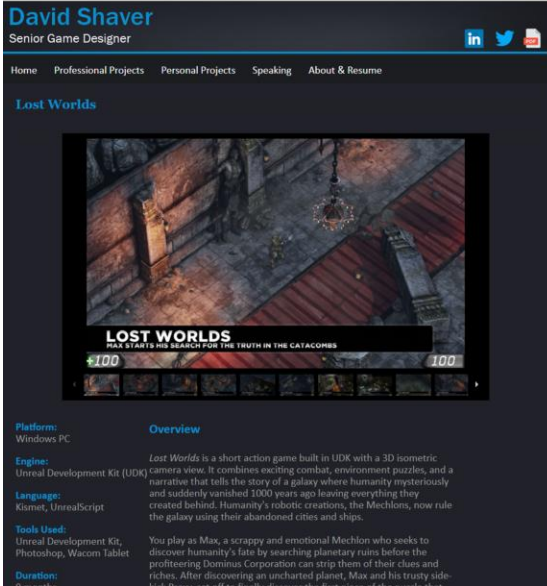 David Shaver
Senior Game Designer
in
PDF
Home Professional Projects Personal Projects Speaking About & Resume
Lost Worlds
LOST WORLDS
MAX STARTS HIS SEARCH FOR THE TRUTH IN THE CATACOMBS
+100 100
Platform:
Windows PC
Engine:
Unreal Development Kit (UDK)
Language:
Kismet, UnrealScript
Tools Used:
Unreal Development Kit,
Photoshop, Wacom Tablet
Duration:
Overview
Lost Worlds is a short action game built in UDK with a 3D isometric
camera view. It combines exciting combat, environment puzzles, and a
narrative that tells the story of a galaxy where humanity mysteriously
and suddenly vanished 1000 years ago leaving everything they
created behind. Humanity's robotic creations, the Mechlons, now rule
the galaxy using their abandoned cities and ships.
You play as Max, a scrappy and emotional Mechlon who seeks to
discover humanity's fate by searching planetary ruins before the
profiteering Dominus Corporation can strip them of their clues and
riches. After discovering an uncharted planet, Max and his trusty side-